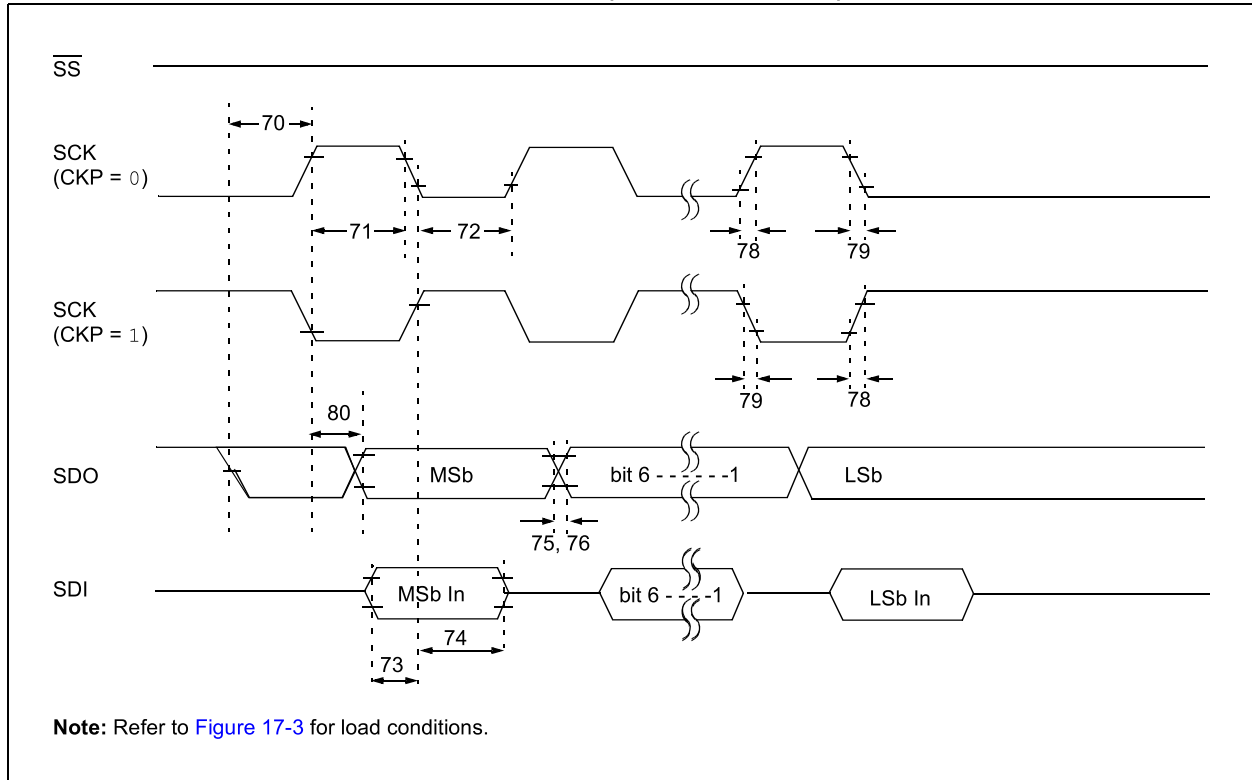 SS
70
SCK
(CKP = 0)
71
72
78
79
SCK
(CKP = 1)
79
78
80
SDO
MSb
bit 6 - - - - - -1
LSb
75, 76
SDI
MSb In
bit 6 - - - - -1
LSb In
74
73
Note: Refer to Figure 17-3 for load conditions.